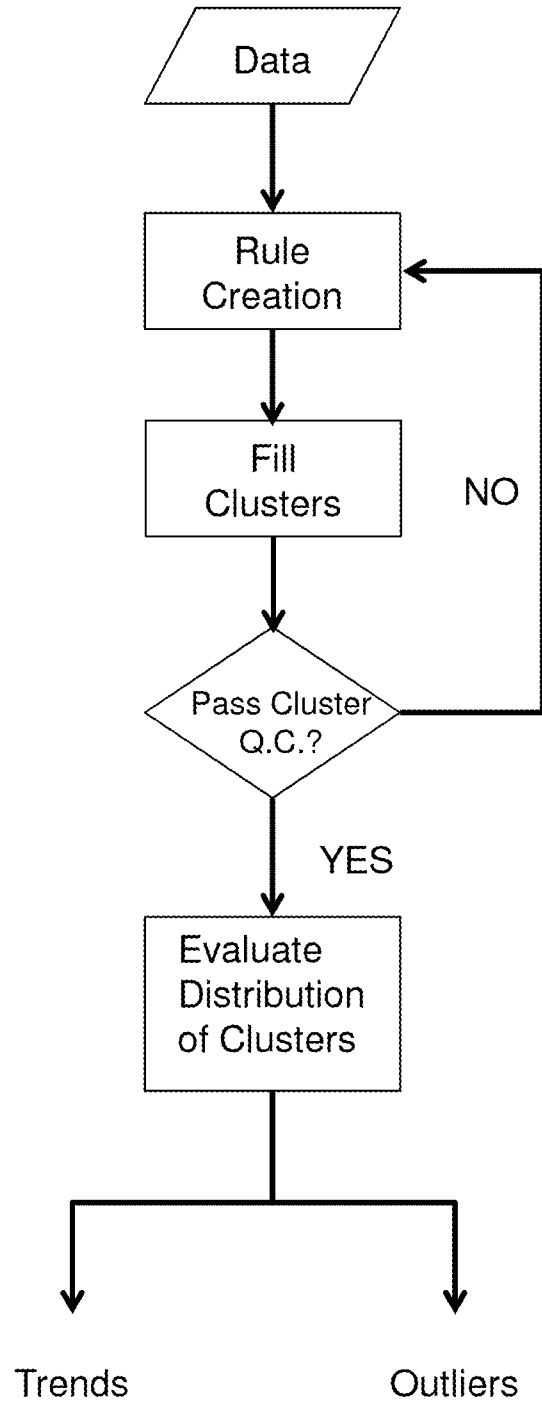 Data
Rule
Creation
Fill
Clusters
NO
Pass Cluster
Q.C.?
YES
Evaluate
Distribution
of Clusters
Trends
Outliers